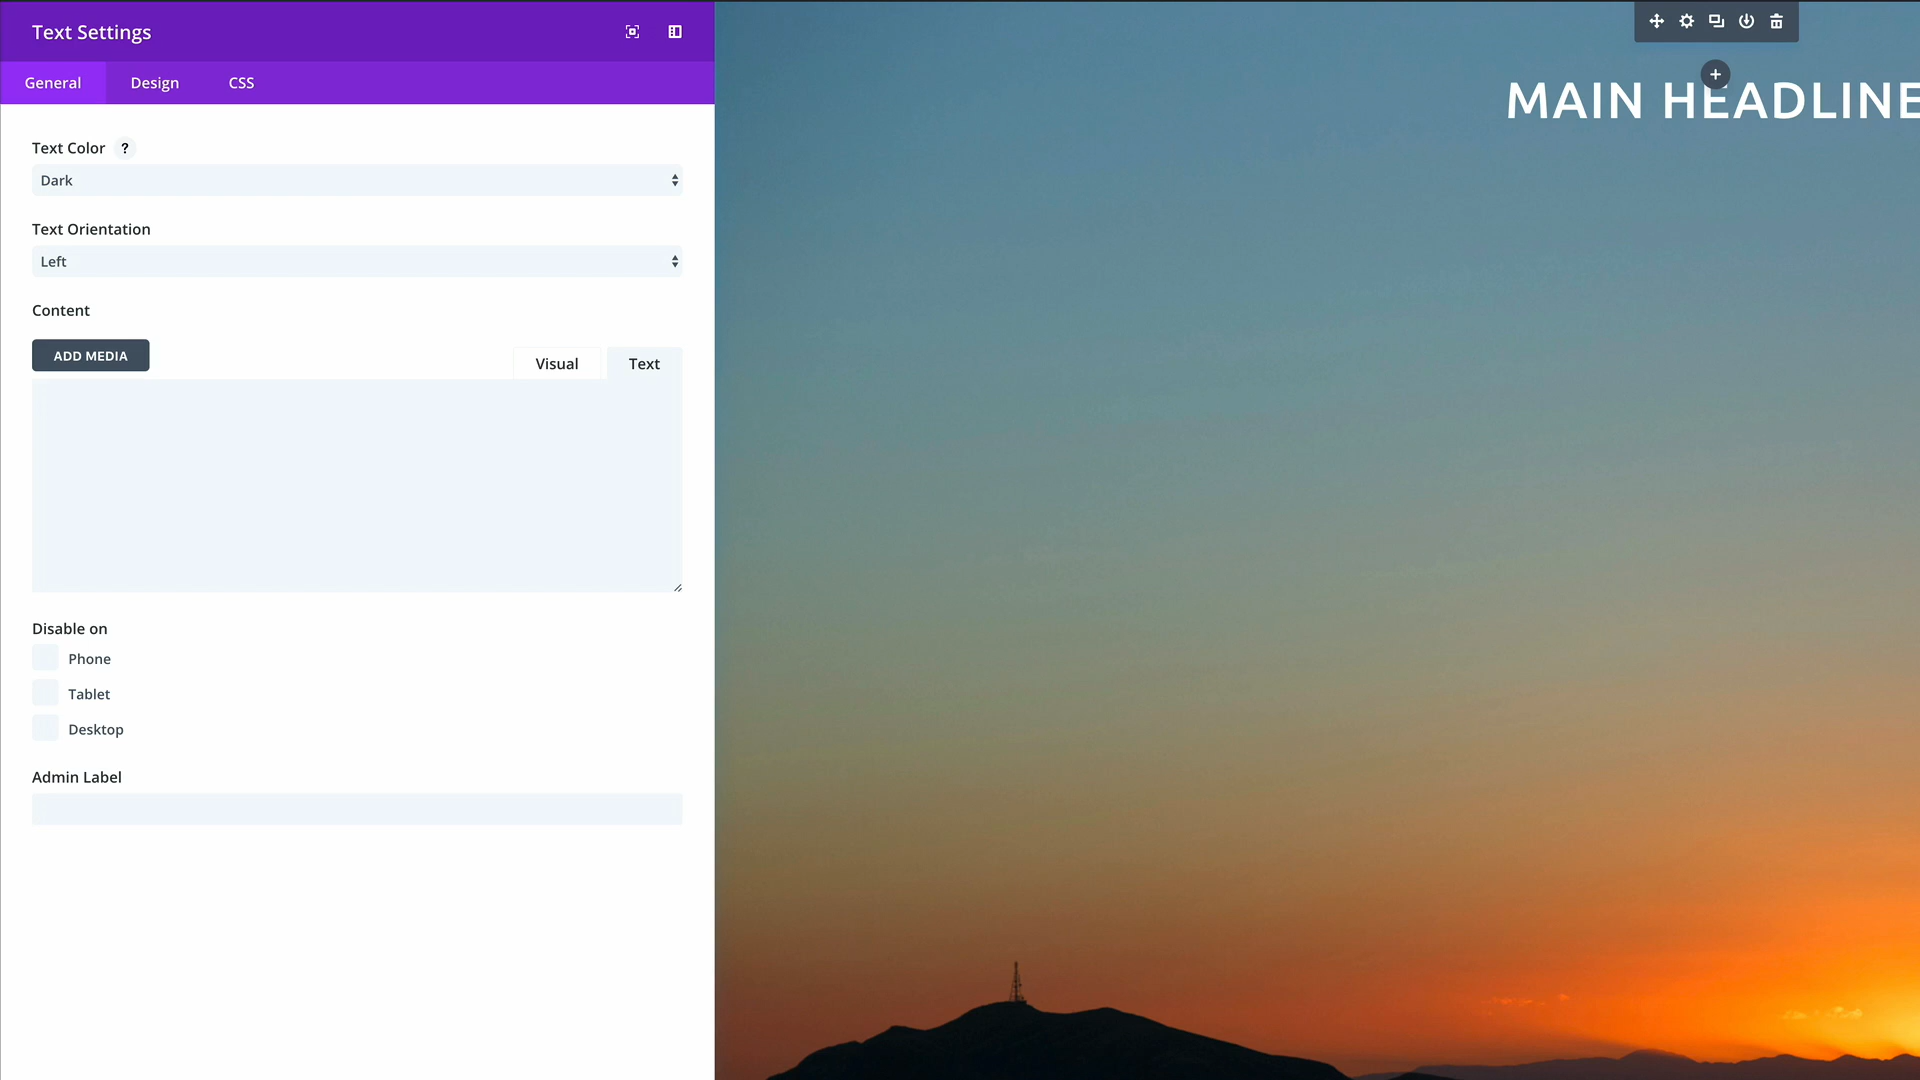 Text Settings
General Design CSS
Text Color ?
Dark
Text Orientation
Left
Content
ADD MEDIA
Visual Text
Disable on
Phone
Tablet
Desktop
Admin Label
MAIN HEADLINE